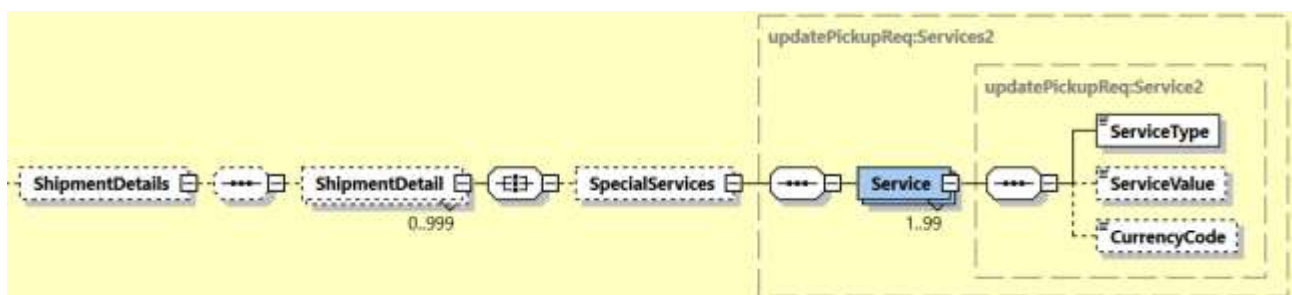 updatePickupReq:Services2
updatePickupReq:Service2
ServiceType
ShipmentDetails
ShipmentDetail
SpecialServices
Service
ServiceValue
0..999
1..99
CurrencyCode